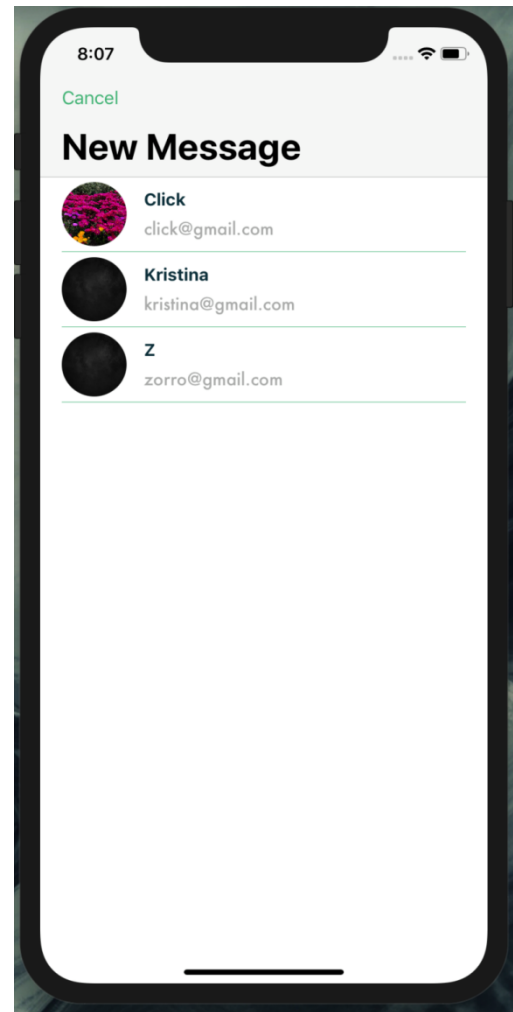 8:07
Cancel
New Message
Click
click@gmail.com
Kristina
kristina@gmail.com
Z
zorro@gmail.com